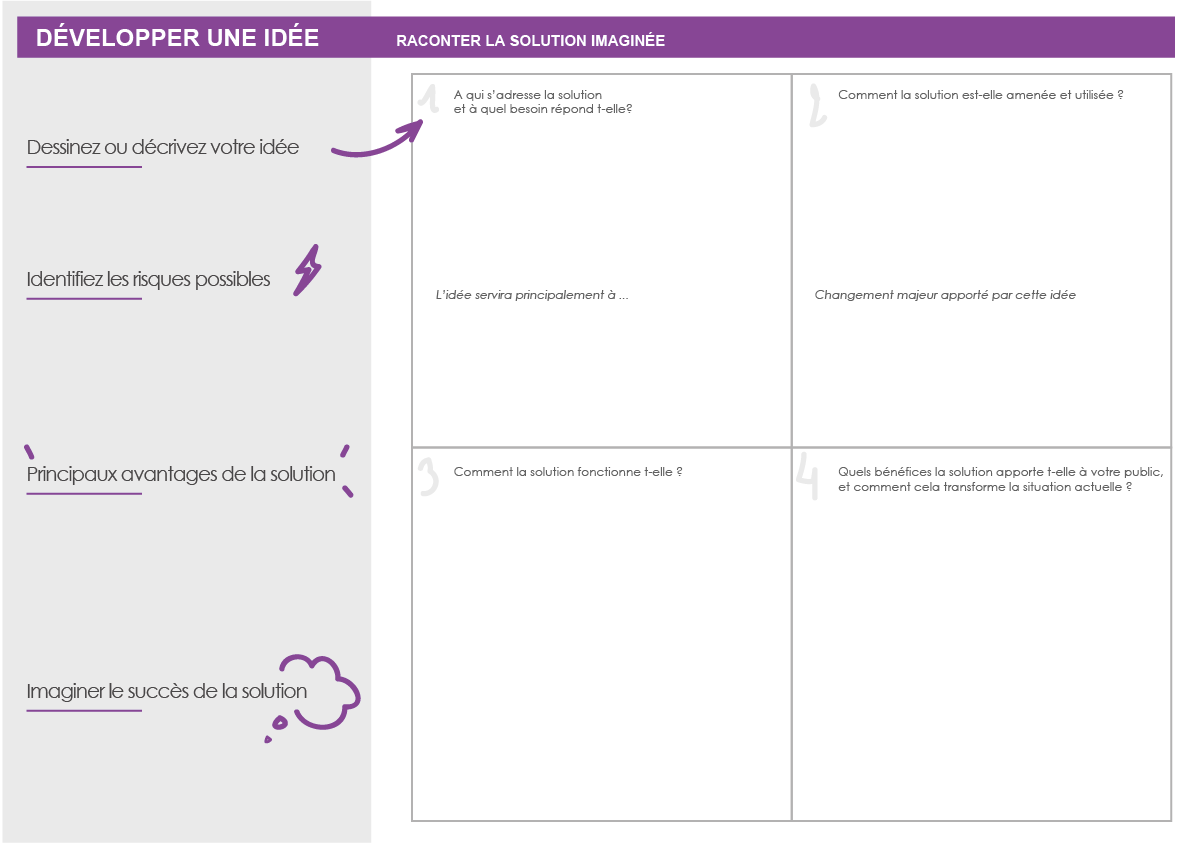 DÉVELOPPER UNE IDÉE
RACONTER LA SOLUTION IMAGINÉE
Dessinez ou décrivez votre idée
Identifiez les risques possibles
Principaux avantages de la solution
Imaginer le succès de la solution
1
A qui s'adresse la solution
et à quel besoin répond t-elle?
L'idée servira principalement à ...
2
Comment la solution est-elle amenée et utilisée ?
Changement majeur apporté par cette idée
3
Comment la solution fonctionne t-elle ?
4
Quels bénéfices la solution apporte t-elle à votre public,
et comment cela transforme la situation actuelle ?